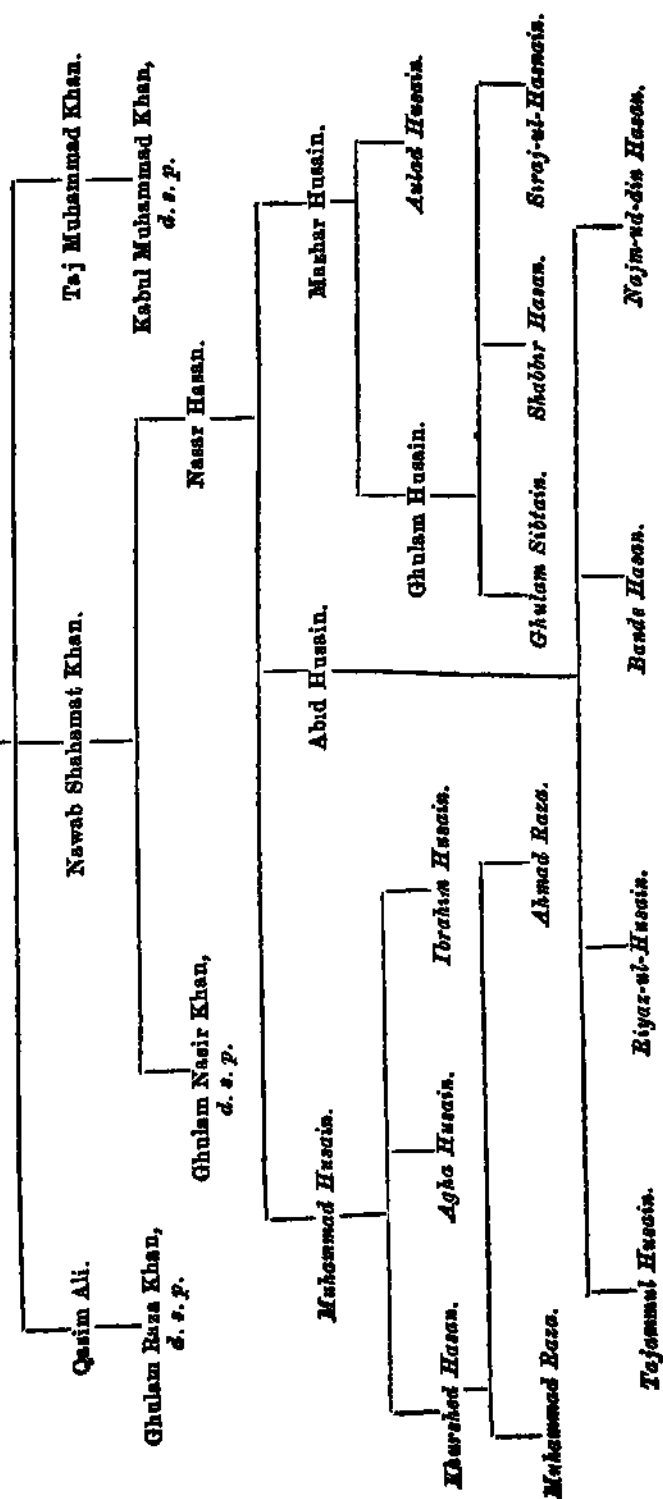 Qasim Ali.
Nawab Shahamat Khan.
Taj Muhammad Khan.
Ghulam Raza Khan,
d. s. p.
Kabul Muhammad Khan,
d. s. p.
Ghulam Nasir Khan,
d. s. p.
Nasar Hasan.
Muhammad Husain.
Abid Husain.
Mazhar Husain.
Khurshed Hasan.
Agha Husain.
Ibrahim Husain.
Ghulam Husain.
Aulad Husain.
Muhammad Raza.
Ahmad Raza.
Ghulam Sibtain.
Shabbir Hasan.
Siraj-ul-Hasnain.
Tajammul Husain.
Riyaz-ul-Husain.
Bande Hasan.
Najm-ud-din Hasan.